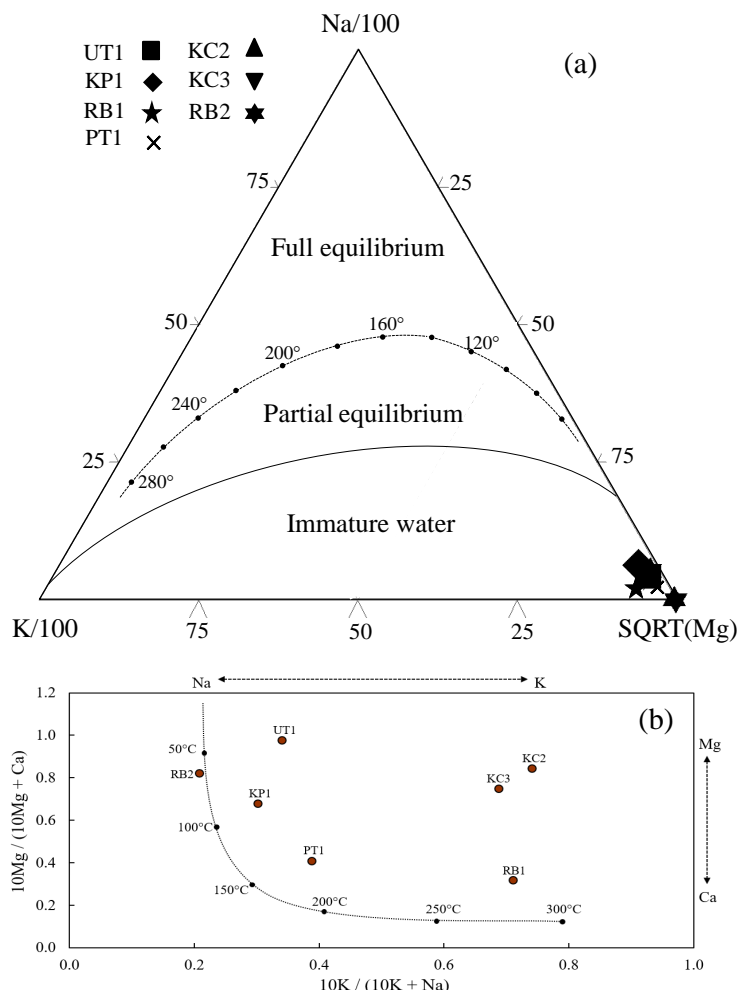 Na/100
UT1 KC2
KP1 KC3
RB1 RB2
PT1
(a)
75 25
Full equilibrium
50 50
160°
120°
200°
240°
Partial equilibrium
25 75
280°
Immature water
K/100 75 50 25 SQRT(Mg)
Na K
1.2
(b)
1.0
UT1
Mg
50°C
KC2
0.8
RB2
KC3
KP1
0.6
100°C
10Mg / (10Mg + Ca)
0.4
PT1
RB1
150°C
Ca
0.2
200°C 250°C 300°C
0.0
0.0 0.2 0.4 0.6 0.8 1.0
10K / (10K + Na)